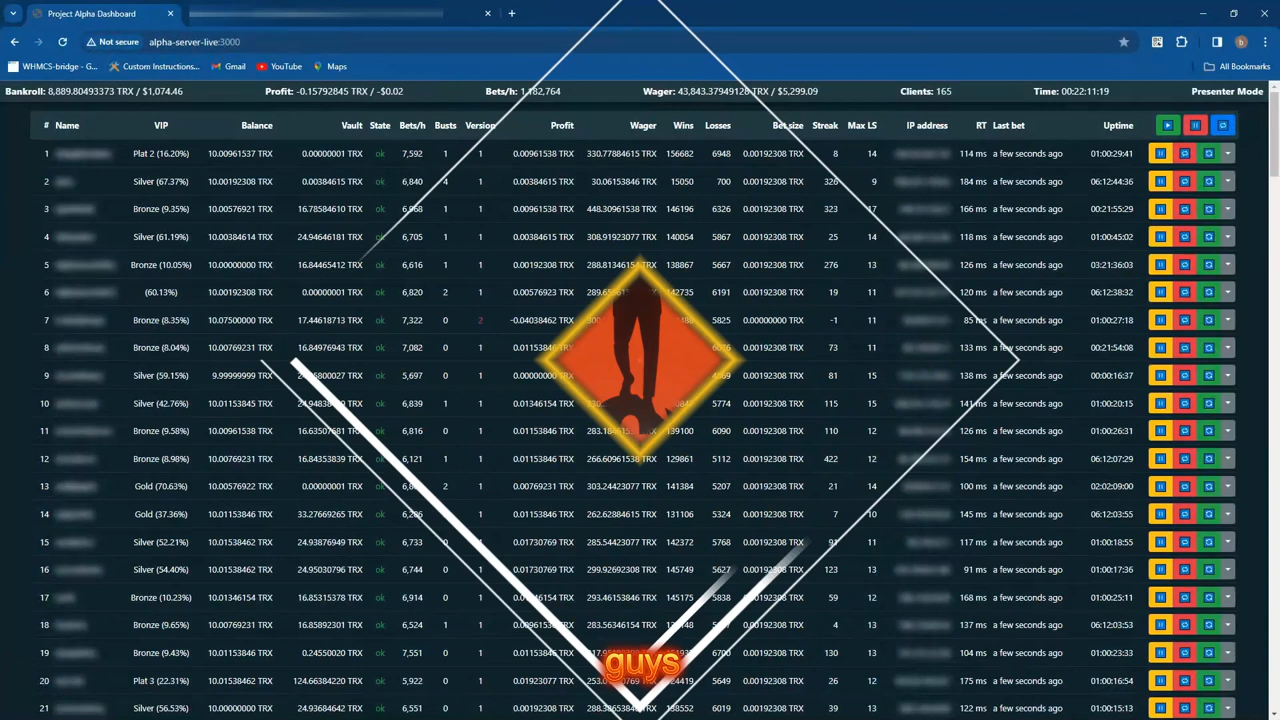 Project Alpha Dashboard
Not secure alpha-server-live:3000
WHMCS-bridge - G... Custom Instructions... Gmail YouTube Maps All Bookmarks
Bankroll: 8,889.80493373 TRX / $1,074.46 Profit: -0.15792845 TRX / -$0.02 Bets/h: 1,182,764 Wager: 43,843.37949128 TRX / $5,299.09 Clients: 165 Time: 00:22:11:19 Presenter Mode
# Name VIP Balance Vault State Bets/h Busts Version Profit Wager Wins Losses Bet size Streak Max LS IP address RT Last bet Uptime
1 Plat 2 (16.20%) 10.00961537 TRX 0.00000001 TRX ok 7,592 1 1 0.00961538 TRX 330.77884615 TRX 156682 6948 0.00192308 TRX 8 14 114 ms a few seconds ago 01:00:29:41
2 Silver (67.37%) 10.00192308 TRX 0.00384615 TRX ok 6,840 4 1 0.00384615 TRX 30.06153846 TRX 15050 700 0.00192308 TRX 326 9 184 ms a few seconds ago 06:12:44:36
3 Bronze (9.35%) 10.00576921 TRX 16.78584610 TRX ok 1 1 0.00961538 TRX 448.30961538 TRX 146196 6326 0.00192308 TRX 323 17 166 ms a few seconds ago 00:21:55:29
4 Silver (61.19%) 10.00384614 TRX 24.94646181 TRX ok 6,705 1 1 0.00384615 TRX 308.91923077 TRX 140054 5867 0.00192308 TRX 25 14 118 ms a few seconds ago 01:00:45:02
5 Bronze (10.05%) 10.00000000 TRX 16.84465412 TRX ok 6,616 1 1 0.00192308 TRX 288.81346154 TRX 138867 5667 0.00192308 TRX 276 13 126 ms a few seconds ago 03:21:36:03
6 (60.13%) 10.00192308 TRX 0.00000001 TRX ok 6,820 2 1 0.00576923 TRX 142735 6191 0.00192308 TRX 19 11 120 ms a few seconds ago 06:12:38:32
7 Bronze (8.35%) 10.07500000 TRX 17.44618713 TRX ok 7,322 0 2 -0.04038462 TRX 5825 0.00000000 TRX -1 11 85 ms a few seconds ago 01:00:27:18
8 Bronze (8.04%) 10.00769231 TRX 16.84976943 TRX ok 7,082 0 1 0.01153846 TRX 0.00192308 TRX 73 11 133 ms a few seconds ago 00:21:54:08
9 Silver (59.15%) 9.99999999 TRX ok 5,697 0 1 0.00000000 TRX 0.00192308 TRX 81 15 138 ms a few seconds ago 00:00:16:37
10 Silver (42.76%) 10.01153845 TRX ok 6,839 1 1 0.01346154 TRX 5774 0.00192308 TRX 115 12 141 ms a few seconds ago 01:00:20:15
11 Bronze (9.58%) 10.01153846 TRX 16.63507681 TRX ok 6,816 0 1 0.01153846 TRX 139100 6090 0.00192308 TRX 110 12 126 ms a few seconds ago 01:00:26:31
12 Bronze (8.98%) 10.00769231 TRX 16.84353839 TRX ok 6,121 0 1 0.01153846 TRX 266.60961538 TRX 129861 5112 0.00192308 TRX 422 12 154 ms a few seconds ago 06:12:07:29
13 Gold (70.63%) 10.00576922 TRX 0.00000001 TRX ok 2 1 0.00769231 TRX 303.24423077 TRX 141384 5207 0.00192308 TRX 21 14 100 ms a few seconds ago 02:02:09:00
14 Gold (37.36%) 10.01153846 TRX 33.27669265 TRX ok 0 1 0.01153846 TRX 262.62884615 TRX 126915 5324 0.00192308 TRX 7 10 145 ms a few seconds ago 06:12:03:55
15 Silver (52.21%) 10.01538462 TRX 24.93876949 TRX ok 6,733 0 1 0.01538462 TRX 285.54423077 TRX 142372 5768 0.00192308 TRX 11 117 ms a few seconds ago 01:00:18:55
16 Silver (54.40%) 10.01538462 TRX 24.95030796 TRX ok 6,744 0 1 0.01730769 TRX 299.92692308 TRX 145749 5627 0.00192308 TRX 123 13 91 ms a few seconds ago 01:00:17:36
17 Bronze (10.23%) 10.01346154 TRX 16.85315378 TRX ok 6,914 0 1 293.46153846 TRX 145175 5838 0.00192308 TRX 59 12 168 ms a few seconds ago 01:00:25:11
18 Bronze (9.65%) 10.00769231 TRX 16.85892301 TRX ok 6,524 1 1 283.56346154 TRX 0.00192308 TRX 4 13 137 ms a few seconds ago 06:12:03:53
19 Bronze (9.43%) 10.01153846 TRX 0.24550020 TRX ok 7,551 0 1 0.01153846 TRX 6700 0.00192308 TRX 130 13 104 ms a few seconds ago 01:00:23:33
20 Plat 3 (22.31%) 10.01538462 TRX 124.66384220 TRX ok 5,922 0 1 5649 0.00192308 TRX 26 12 175 ms a few seconds ago 01:00:16:54
21 Silver (56.53%) 10.01538462 TRX 24.93684642 TRX ok 6,551 0 1 6019 0.00192308 TRX 39 13 115 ms a few seconds ago 01:00:18:42
guys